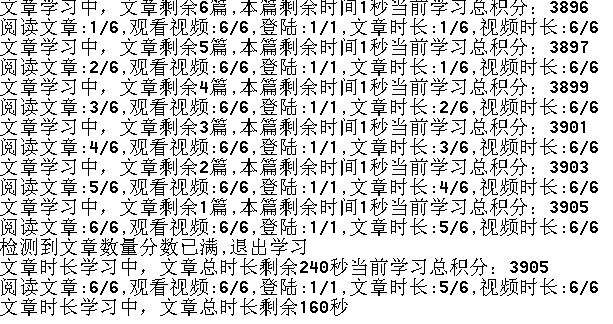 文章学习中，文章剩余6篇,本篇剩余时间1秒当前学习总积分：3896
阅读文章:1/6,观看视频:6/6,登陆:1/1,文章时长:1/6,视频时长:6/6
文章学习中，文章剩余5篇,本篇剩余时间1秒当前学习总积分：3897
阅读文章:2/6,观看视频:6/6,登陆:1/1,文章时长:1/6,视频时长:6/6
文章学习中，文章剩余4篇,本篇剩余时间1秒当前学习总积分：3899
阅读文章:3/6,观看视频:6/6,登陆:1/1,文章时长:2/6,视频时长:6/6
文章学习中，文章剩余3篇,本篇剩余时间1秒当前学习总积分：3901
阅读文章:4/6,观看视频:6/6,登陆:1/1,文章时长:3/6,视频时长:6/6
文章学习中，文章剩余2篇,本篇剩余时间1秒当前学习总积分：3903
阅读文章:5/6,观看视频:6/6,登陆:1/1,文章时长:4/6,视频时长:6/6
文章学习中，文章剩余1篇,本篇剩余时间1秒当前学习总积分：3905
阅读文章:6/6,观看视频:6/6,登陆:1/1,文章时长:5/6,视频时长:6/6
检测到文章数量分数已满,退出学习
文章时长学习中，文章总时长剩余240秒当前学习总积分：3905
阅读文章:6/6,观看视频:6/6,登陆:1/1,文章时长:5/6,视频时长:6/6
文章时长学习中，文章总时长剩余160秒